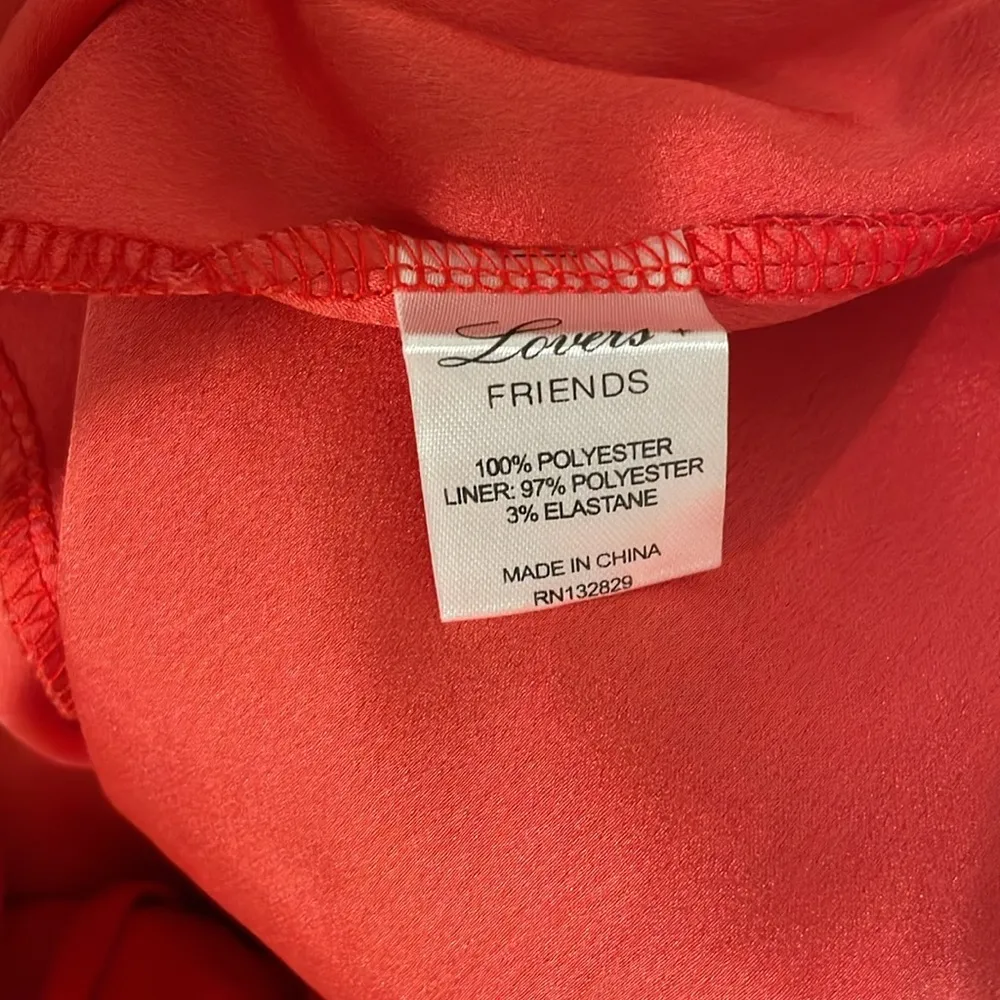 Lovers +
FRIENDS
100% POLYESTER
LINER: 97% POLYESTER
3% ELASTANE
MADE IN CHINA
RN132829